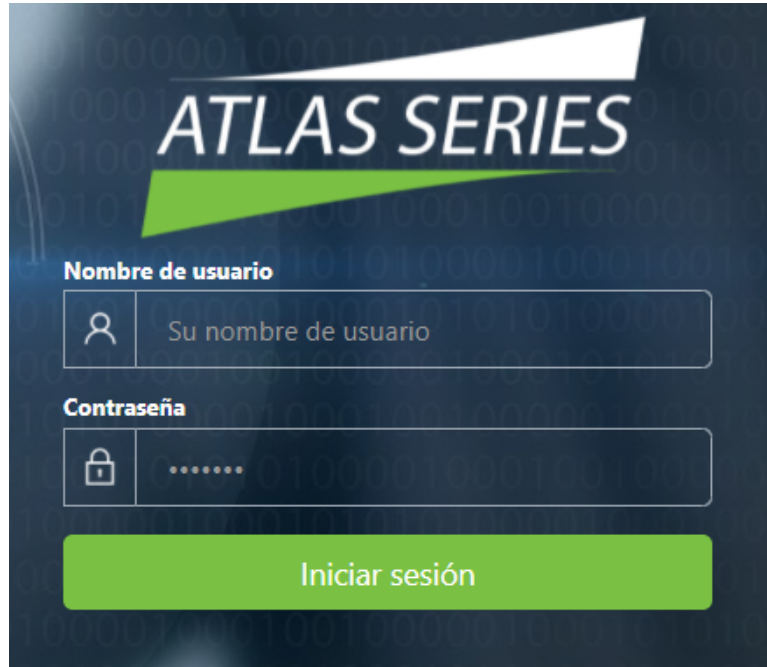 ATLAS SERIES
Nombre de usuario
Su nombre de usuario
Contraseña
•••••••
Iniciar sesión